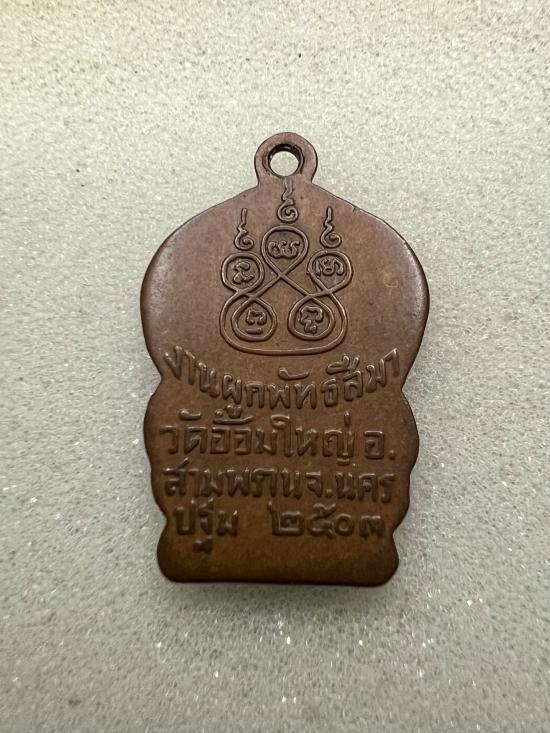 งานผูกพัทธสีมา
วัดอ้อมใหญ่ อ.
สามพราน จ.นคร
ปฐม ๒๕๐๓